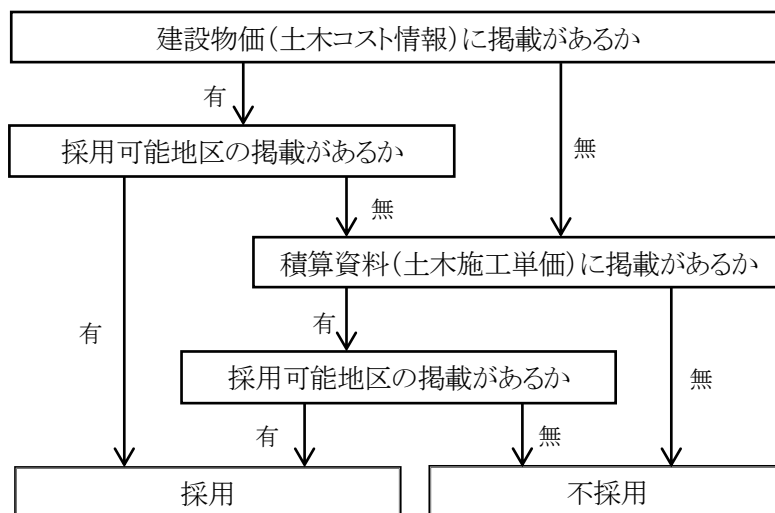 建設物価(土木コスト情報)に掲載があるか
有
採用可能地区の掲載があるか
無
無
積算資料(土木施工単価)に掲載があるか
有
有
採用可能地区の掲載があるか
無
有
無
採用
不採用